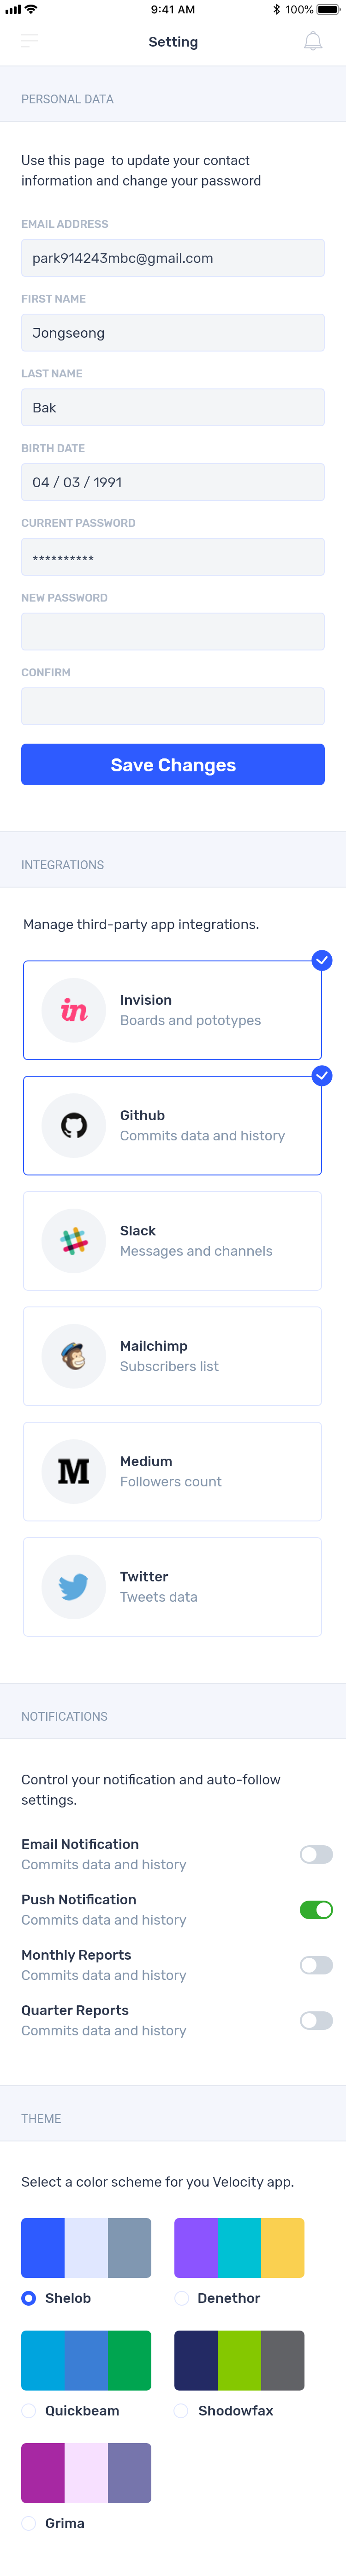 9:41 AM
100%
Setting
PERSONAL DATA
Use this page to update your contact
information and change your password
EMAIL ADDRESS
park914243mbc@gmail.com
FIRST NAME
Jongseong
LAST NAME
Bak
BIRTH DATE
04 / 03 / 1991
CURRENT PASSWORD
**********
NEW PASSWORD
CONFIRM
Save Changes
INTEGRATIONS
Manage third-party app integrations.
in
Invision
Boards and pototypes
Github
Commits data and history
Slack
Messages and channels
Mailchimp
Subscribers list
M
Medium
Followers count
Twitter
Tweets data
NOTIFICATIONS
Control your notification and auto-follow
settings.
Email Notification
Commits data and history
Push Notification
Commits data and history
Monthly Reports
Commits data and history
Quarter Reports
Commits data and history
THEME
Select a color scheme for you Velocity app.
Shelob
Denethor
Quickbeam
Shodowfax
Grima